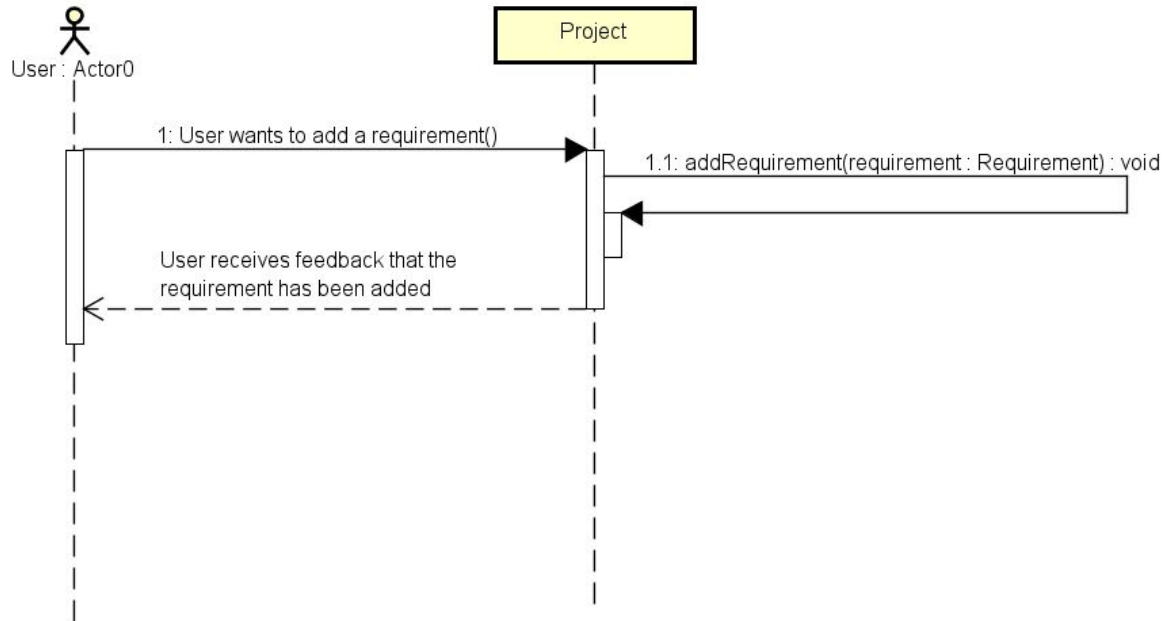 Project
User : Actor0
1: User wants to add a requirement()
1.1: addRequirement(requirement : Requirement) : void
User receives feedback that the
requirement has been added